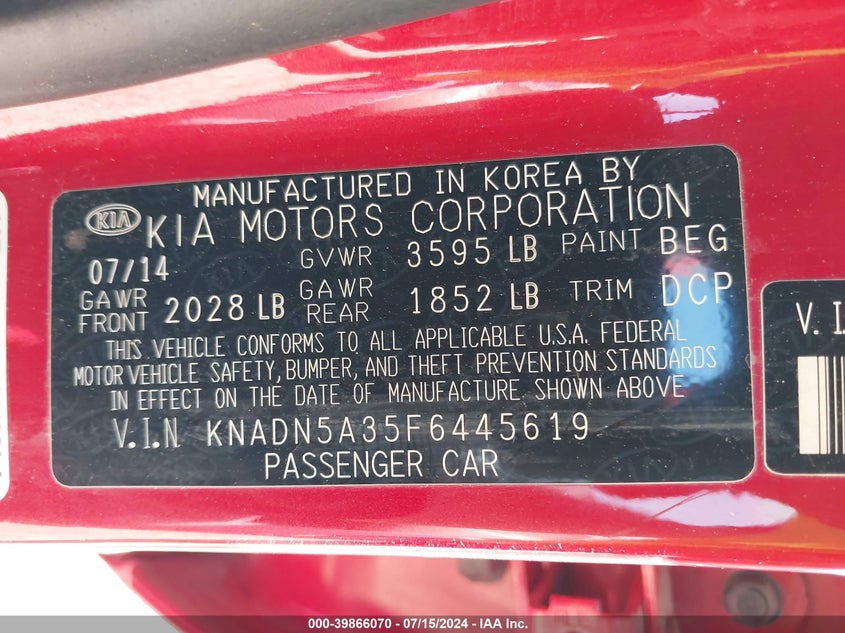 MANUFACTURED IN KOREA BY
KIA KIA MOTORS CORPORATION
07/14 GVWR 3595 LB PAINT BEG
GAWR FRONT 2028 LB GAWR REAR 1852 LB TRIM DCP
THIS VEHICLE CONFORMS TO ALL APPLICABLE U.S.A. FEDERAL
MOTOR VEHICLE SAFETY, BUMPER, AND THEFT PREVENTION STANDARDS
IN EFFECT ON THE DATE OF MANUFACTURE SHOWN ABOVE
V.I.N KNADN5A35F6445619
PASSENGER CAR
V. I.
000-39866070 - 07/15/2024 - IAA Inc.